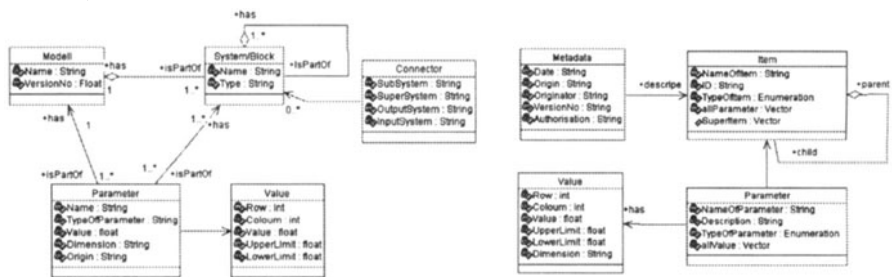 +has
1..*
Modell
Name : String
VersionNo : Float
+has
1
+isPartOf
1..*
System/Block
Name : String
Type : String
+IsPartOf
Connector
SubSystem : String
SuperSystem : String
OutputSystem : String
InputSystem : String
0..*
+has
1
1..*
+has
1..*
1..*
+isPartOf
+isPartOf
Parameter
Name : String
TypeOfParameter : String
Value : float
Dimension : String
Origin : String
Value
Row : int
Coloum : int
Value : float
UpperLimit : float
LowerLimit : float
Metadata
Date : String
Origin : String
Originator : String
VersionNo : String
Authorisation : String
+descripe
Item
NameOfItem : String
ID : String
TypeOfItem : Enumeration
allParameter : Vector
SuperItem : Vector
+parent
+child
Value
Row : int
Coloum : int
Value : float
UpperLimit : float
LowerLimit : float
Dimension : String
+has
Parameter
NameOfParameter : String
Description : String
TypeOfParameter : Enumeration
allValue : Vector